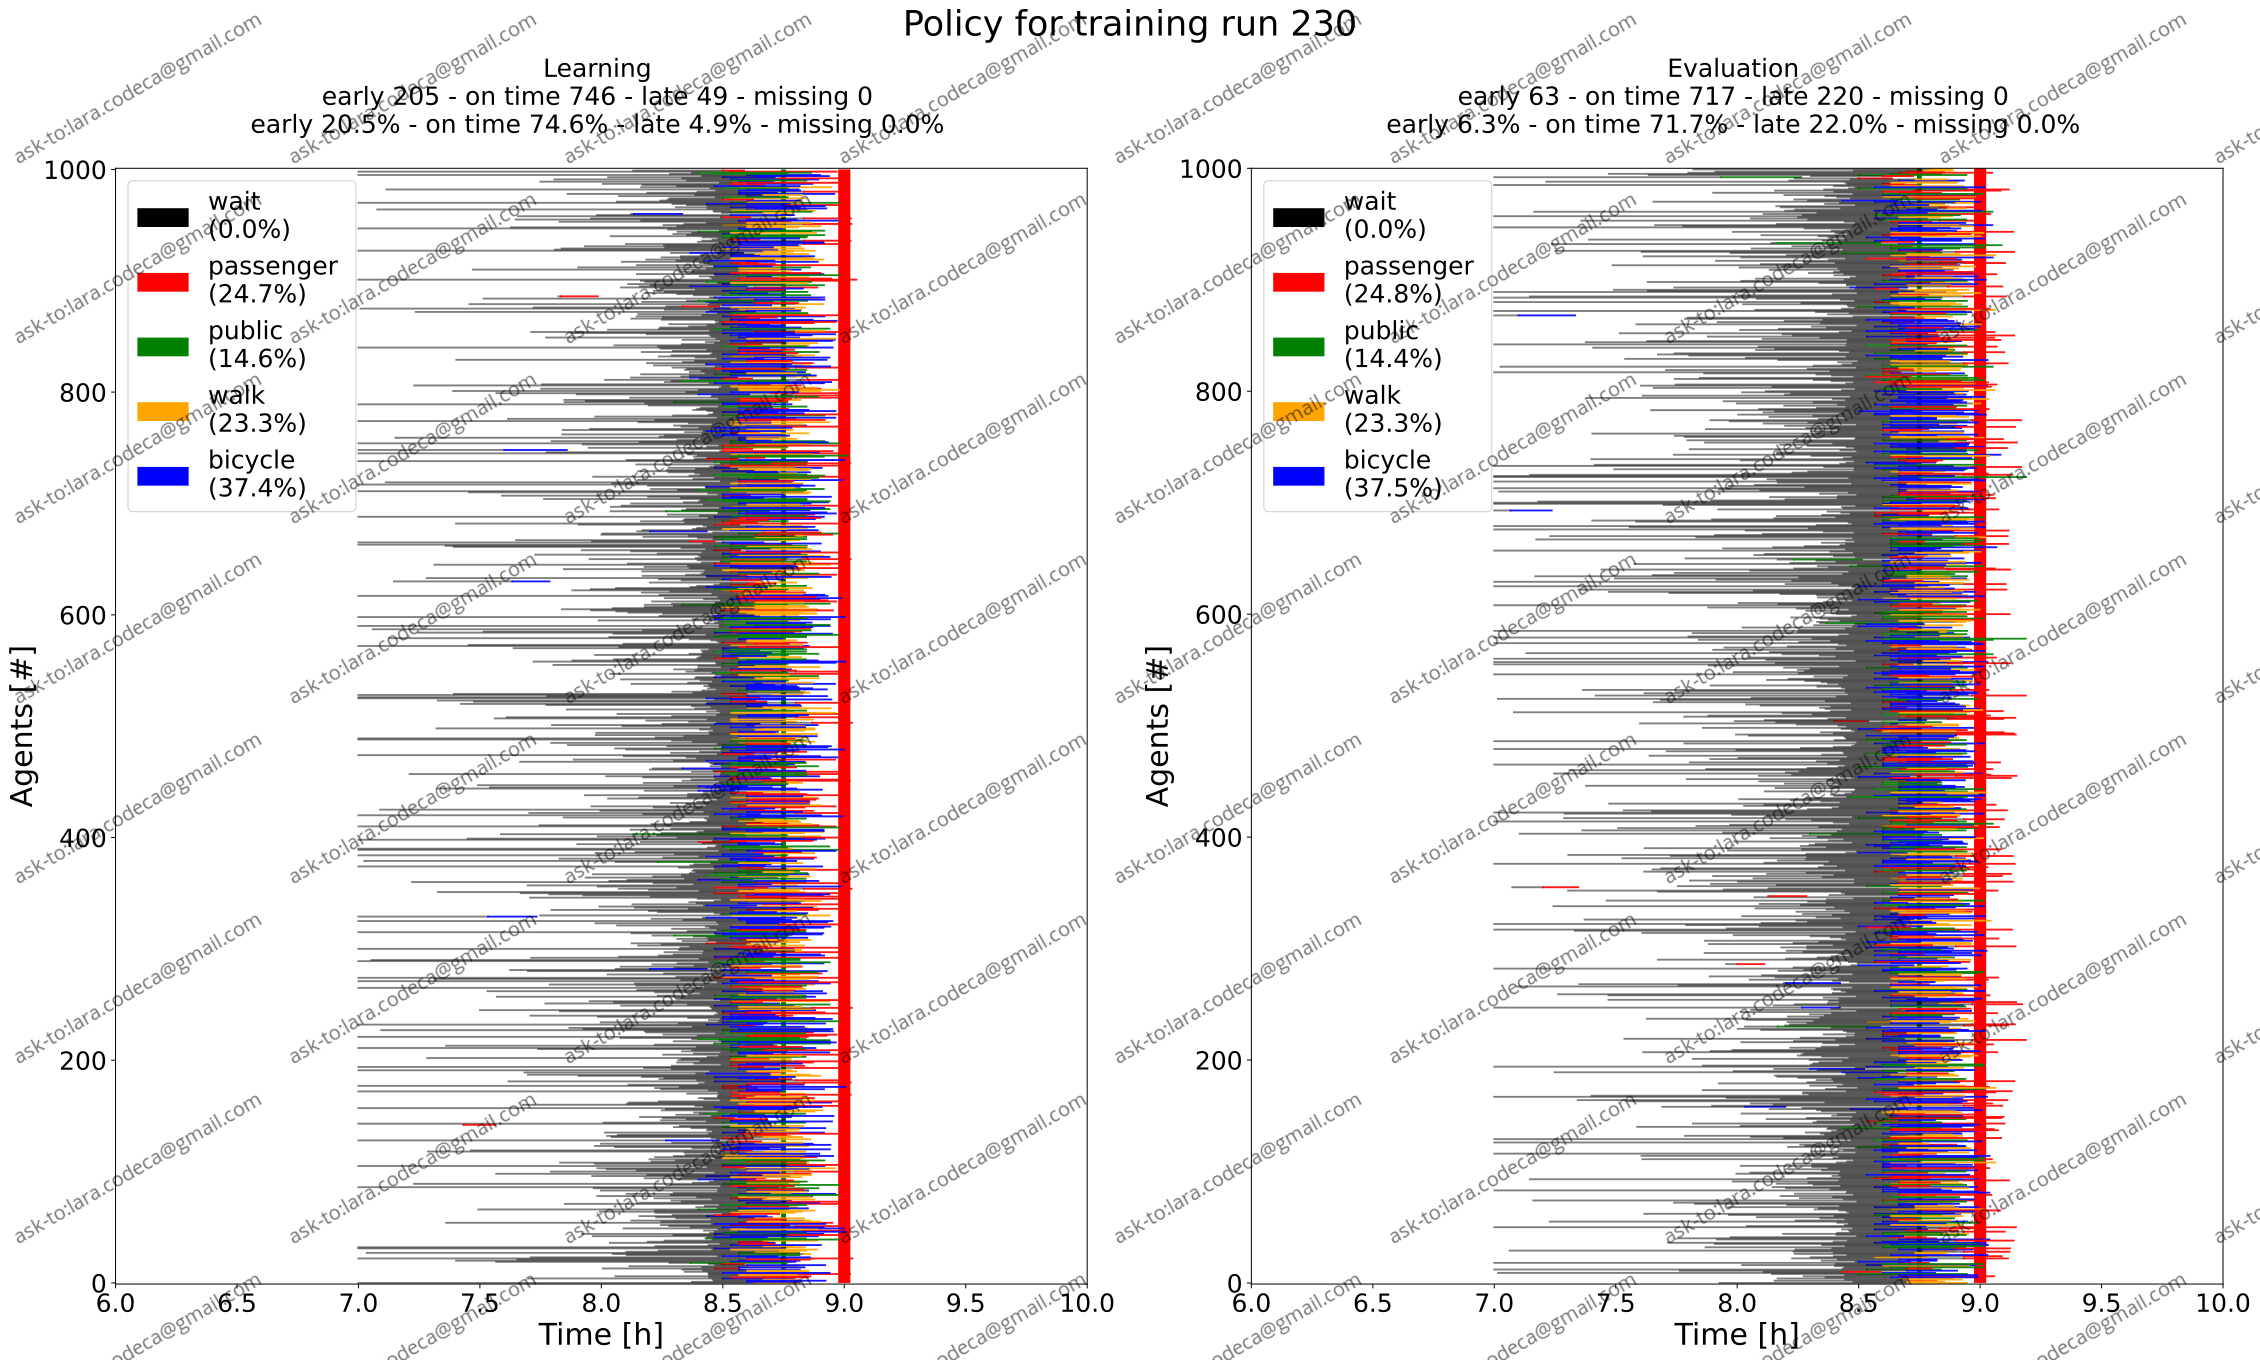 Policy for training run 230
Learning
early 205 - on time 746 - late 49 - missing 0
early 20.5% - on time 74.6% - late 4.9% - missing 0.0%
1000
800
600
400
200
0
Agents [#]
wait
(0.0%)
passenger
(24.7%)
public
(14.6%)
walk
(23.3%)
bicycle
(37.4%)
6.0 6.5 7.0 7.5 8.0 8.5 9.0 9.5 10.0
Time [h]
Evaluation
early 63 - on time 717 - late 220 - missing 0
early 6.3% - on time 71.7% - late 22.0% - missing 0.0%
1000
800
600
400
200
0
Agents [#]
wait
(0.0%)
passenger
(24.8%)
public
(14.4%)
walk
(23.3%)
bicycle
(37.5%)
6.0 6.5 7.0 7.5 8.0 8.5 9.0 9.5 10.0
Time [h]
ask-to:lara.codeca@gmail.com